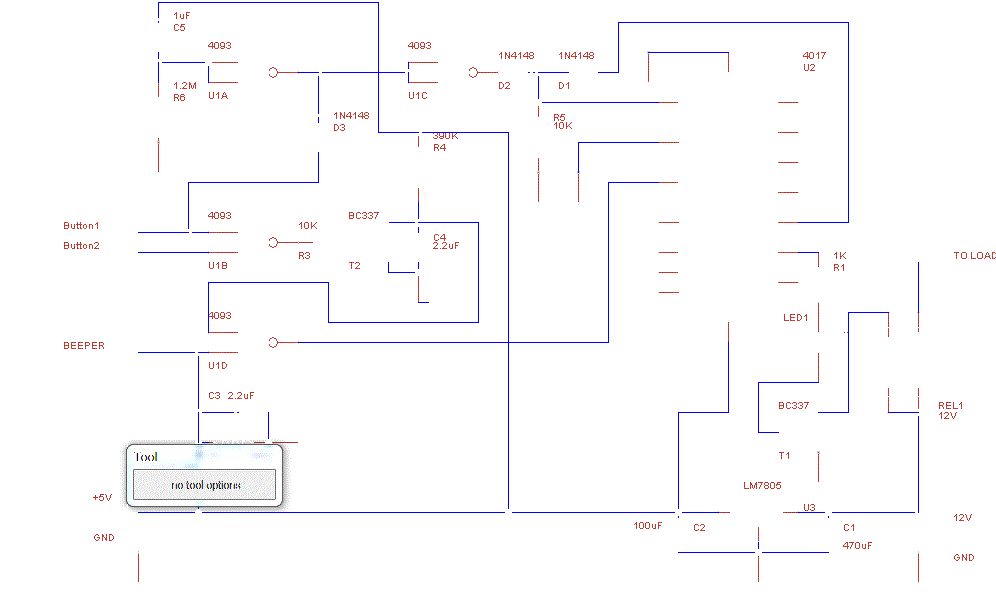 1uF
C5
4093
4093
1N4148
1N4148
4017
U2
1.2M
R6
U1A
U1C
D2
D1
1N4148
D3
R5
10K
390K
R4
Button1
4093
10K
BC337
C4
2.2uF
Button2
U1B
R3
T2
1K
R1
TO LOAD
4093
LED1
BEEPER
U1D
C3 2.2uF
BC337
REL1
12V
Tool
no tool options
T1
LM7805
+5V
U3
100uF
C2
C1
12V
GND
470uF
GND